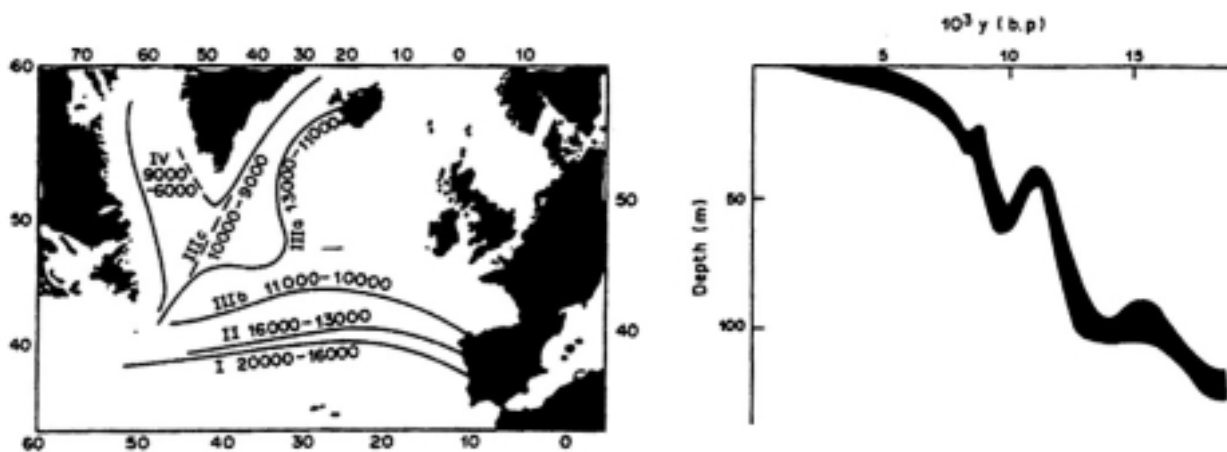 70 60 50 40 30 20 10 0 10
60
50
40
50
40
60 50 40 30 20 10 0
IV
9000
-6000
IIIc
10000-9000
IIIa 13000-11000
IIIb 11000-10000
II 16000-13000
I 20000-16000
10³ y (b.p)
5 10 15
50
100
Depth (m)